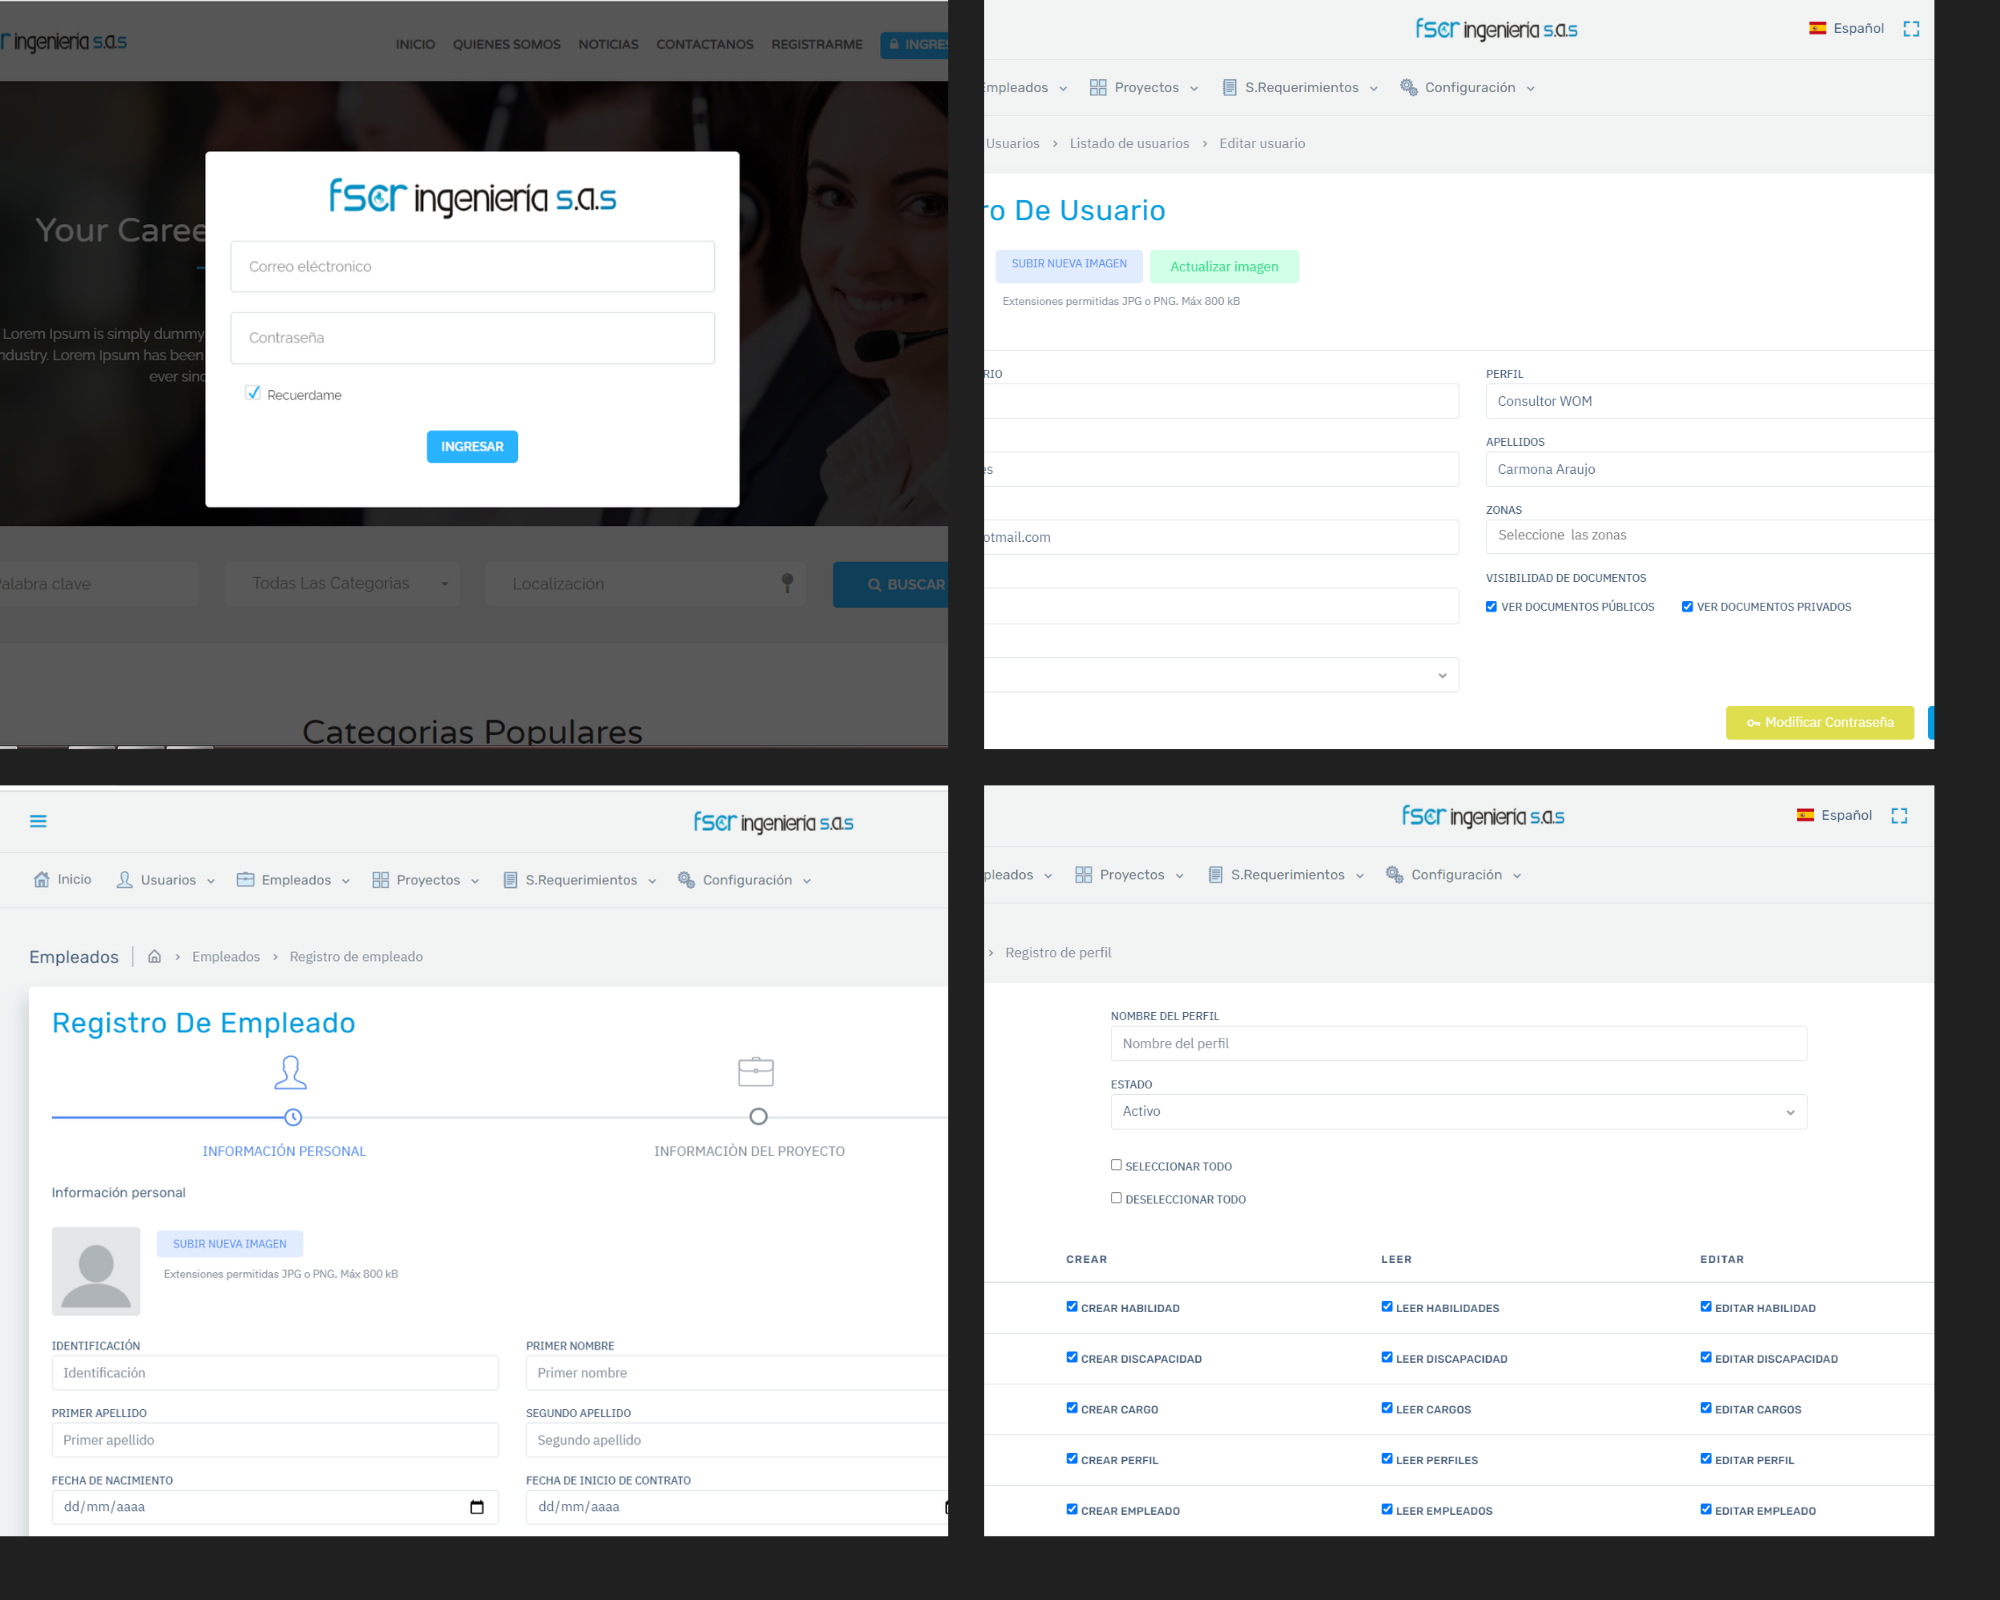 fscr ingeniería s.a.s
INICIO QUIENES SOMOS NOTICIAS CONTACTANOS REGISTRARME INGRES
Your Caree
Lorem Ipsum is simply dummy
ndustry. Lorem Ipsum has been
ever sinc
fscr ingeniería s.a.s
Correo eléctronico
Contraseña
Recuerdame
INGRESAR
alabra clave
Todas Las Categorias
Localización
BUSCAR
Categorias Populares
fscr ingeniería s.a.s
Español
Empleados Proyectos S.Requerimientos Configuración
Usuarios > Listado de usuarios > Editar usuario
ro De Usuario
SUBIR NUEVA IMAGEN
Actualizar imagen
Extensiones permitidas JPG o PNG. Máx 800 kB
RIO
PERFIL
Consultor WOM
APELLIDOS
es
Carmona Araujo
ZONAS
otmail.com
Seleccione las zonas
VISIBILIDAD DE DOCUMENTOS
VER DOCUMENTOS PÚBLICOS
VER DOCUMENTOS PRIVADOS
Modificar Contraseña
fscr ingeniería s.a.s
Inicio Usuarios Empleados Proyectos S.Requerimientos Configuración
Empleados | > Empleados > Registro de empleado
Registro De Empleado
INFORMACIÓN PERSONAL
INFORMACIÒN DEL PROYECTO
Información personal
SUBIR NUEVA IMAGEN
Extensiones permitidas JPG o PNG. Máx 800 kB
IDENTIFICACIÓN
PRIMER NOMBRE
Identificación
Primer nombre
PRIMER APELLIDO
SEGUNDO APELLIDO
Primer apellido
Segundo apellido
FECHA DE NACIMIENTO
FECHA DE INICIO DE CONTRATO
dd/mm/aaaa
dd/mm/aaaa
fscr ingeniería s.a.s
Español
pleados Proyectos S.Requerimientos Configuración
> Registro de perfil
NOMBRE DEL PERFIL
Nombre del perfil
ESTADO
Activo
SELECCIONAR TODO
DESELECCIONAR TODO
CREAR LEER EDITAR
CREAR HABILIDAD LEER HABILIDADES EDITAR HABILIDAD
CREAR DISCAPACIDAD LEER DISCAPACIDAD EDITAR DISCAPACIDAD
CREAR CARGO LEER CARGOS EDITAR CARGOS
CREAR PERFIL LEER PERFILES EDITAR PERFIL
CREAR EMPLEADO LEER EMPLEADOS EDITAR EMPLEADO